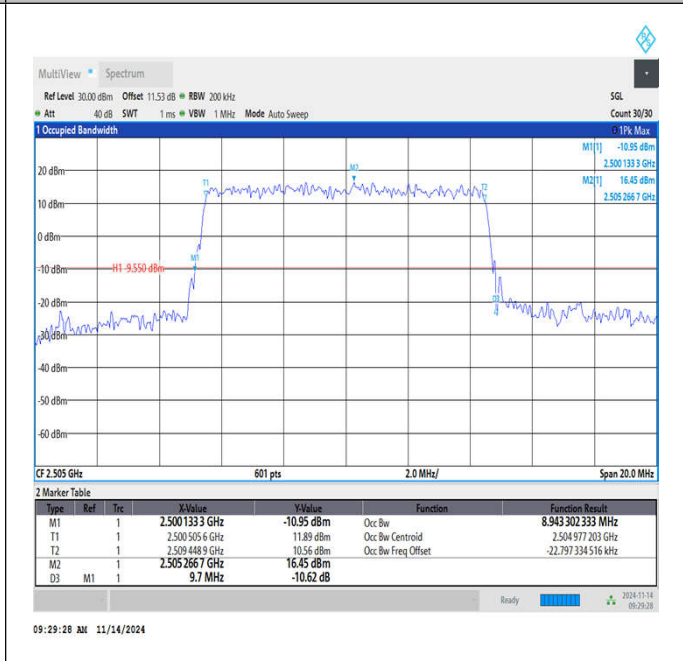 MultiView Spectrum
Ref Level 30.00 dBm Offset 11.53 dB RBW 200 kHz SGL
Att 40 dB SWT 1 ms VBW 1 MHz Mode Auto Sweep Count 30/30
1 Occupied Bandwidth 1Pk Max
M1[1] -10.95 dBm
2.500 133 3 GHz
M2[1] 16.45 dBm
2.505 266 7 GHz
20 dBm
M2
T1
T2
10 dBm
0 dBm
M1
-10 dBm
H1 -9.550 dBm
-20 dBm
D3
-30 dBm
-40 dBm
-50 dBm
-60 dBm
CF 2.505 GHz 601 pts 2.0 MHz/ Span 20.0 MHz
2 Marker Table
Type Ref Trc X-Value Y-Value Function Function Result
M1 1 2.500 133 3 GHz -10.95 dBm Occ Bw 8.943 302 333 MHz
T1 1 2.500 505 6 GHz 11.89 dBm Occ Bw Centroid 2.504 977 203 GHz
T2 1 2.509 448 9 GHz 10.56 dBm Occ Bw Freq Offset -22.797 334 516 kHz
M2 1 2.505 266 7 GHz 16.45 dBm
D3 M1 1 9.7 MHz -10.62 dB
Ready 2024-11-14
09:29:28
09:29:28 AM 11/14/2024